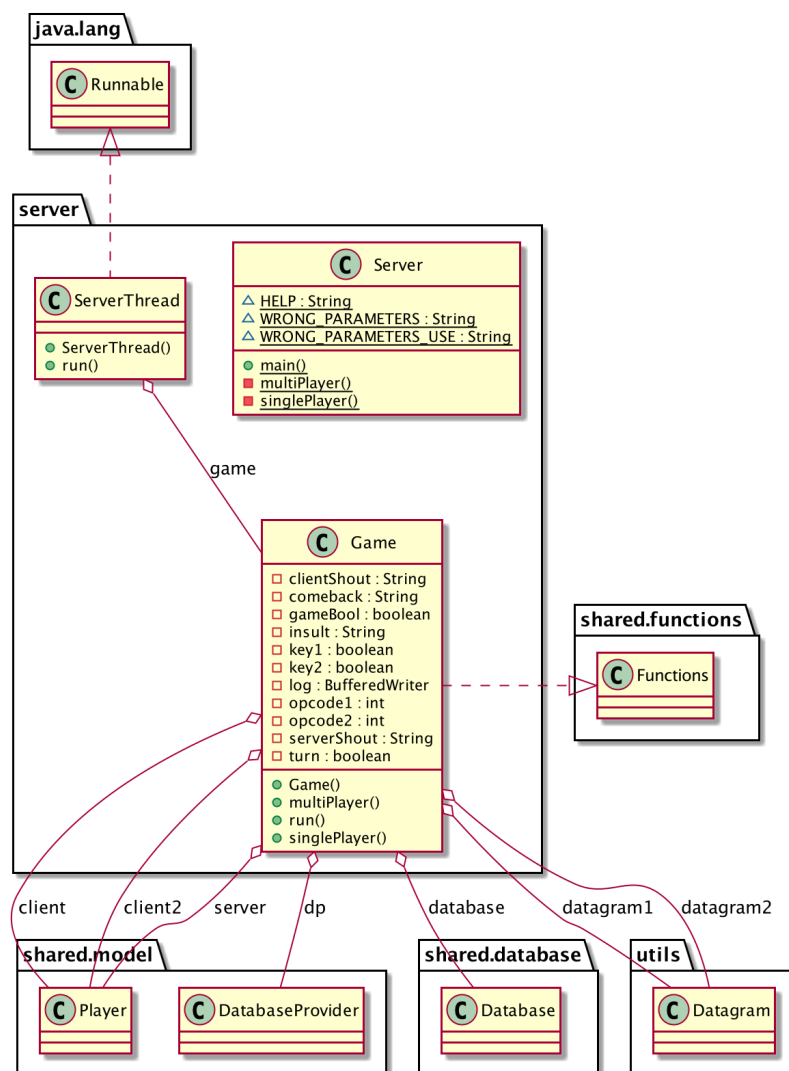 java.lang
C Runnable
server
C Server
HELP : String
WRONG_PARAMETERS : String
WRONG_PARAMETERS_USE : String
main()
multiPlayer()
singlePlayer()
C ServerThread
ServerThread()
run()
game
C Game
clientShout : String
comeback : String
gameBool : boolean
insult : String
key1 : boolean
key2 : boolean
log : BufferedWriter
opcode1 : int
opcode2 : int
serverShout : String
turn : boolean
Game()
multiPlayer()
run()
singlePlayer()
shared.functions
C Functions
client
client2
server
dp
database
datagram1
datagram2
shared.model
C Player
C DatabaseProvider
shared.database
C Database
utils
C Datagram